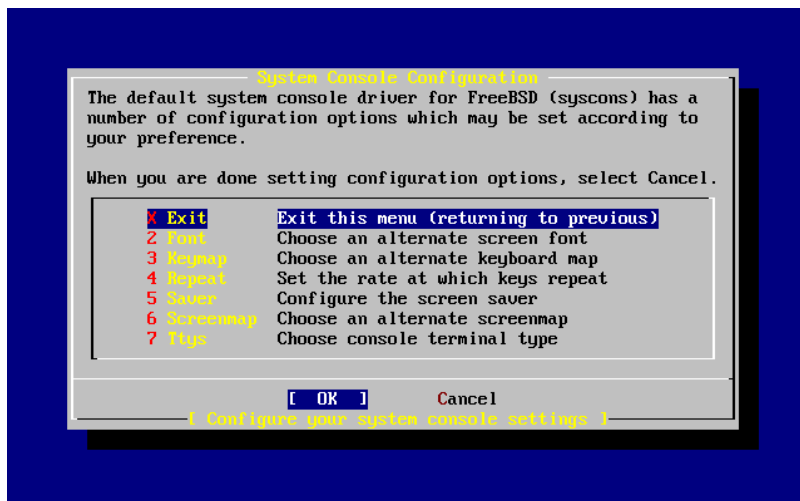 System Console Configuration
The default system console driver for FreeBSD (syscons) has a
number of configuration options which may be set according to
your preference.
When you are done setting configuration options, select Cancel.
X Exit Exit this menu (returning to previous)
2 Font Choose an alternate screen font
3 Keymap Choose an alternate keyboard map
4 Repeat Set the rate at which keys repeat
5 Saver Configure the screen saver
6 Screenmap Choose an alternate screenmap
7 Ttys Choose console terminal type
[ OK ] Cancel
[ Configure your system console settings ]